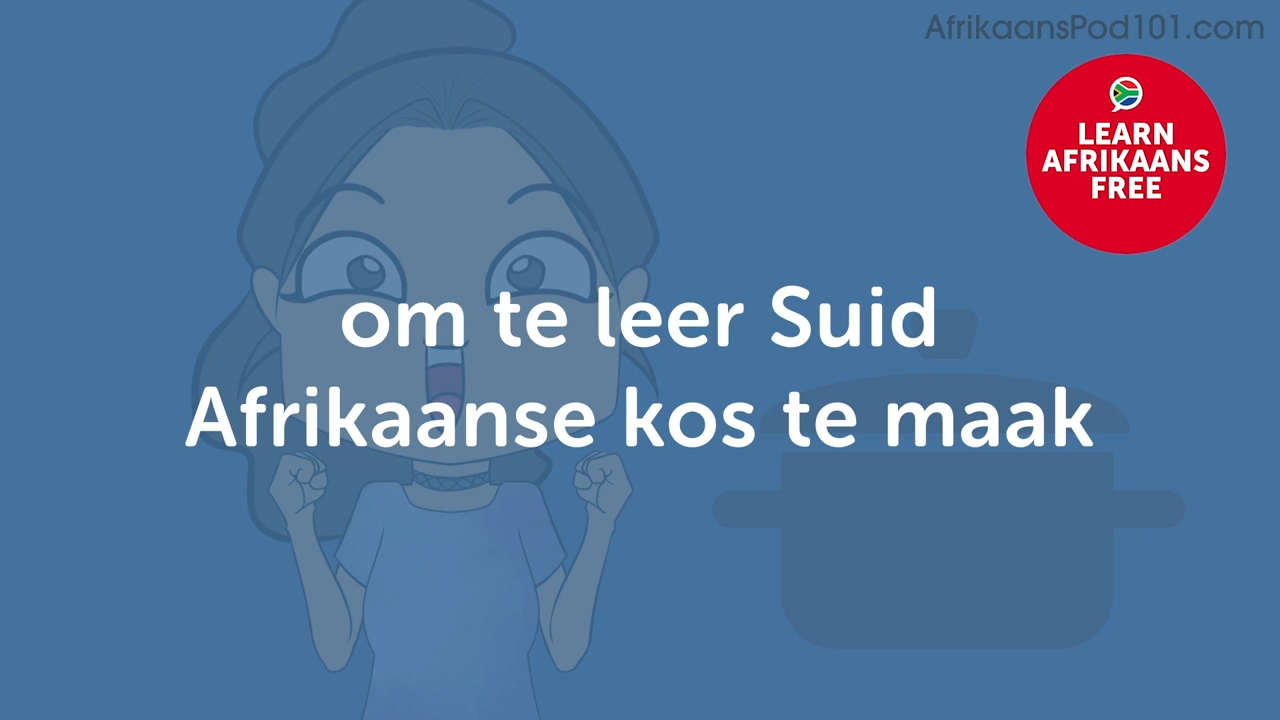 AfrikaansPod101.com
LEARN
AFRIKAANS
FREE
om te leer Suid
Afrikaanse kos te maak